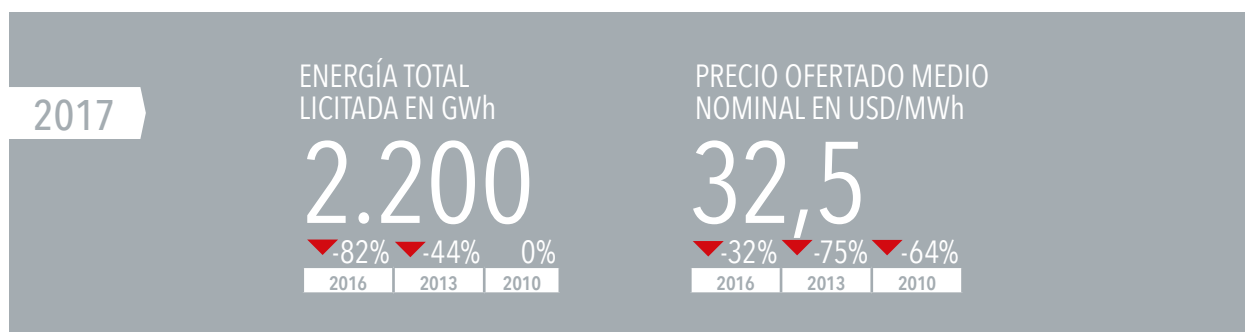 2017
ENERGÍA TOTAL
LICITADA EN GWh
2.200
-82% -44% 0%
2016 2013 2010
PRECIO OFERTADO MEDIO
NOMINAL EN USD/MWh
32,5
-32% -75% -64%
2016 2013 2010